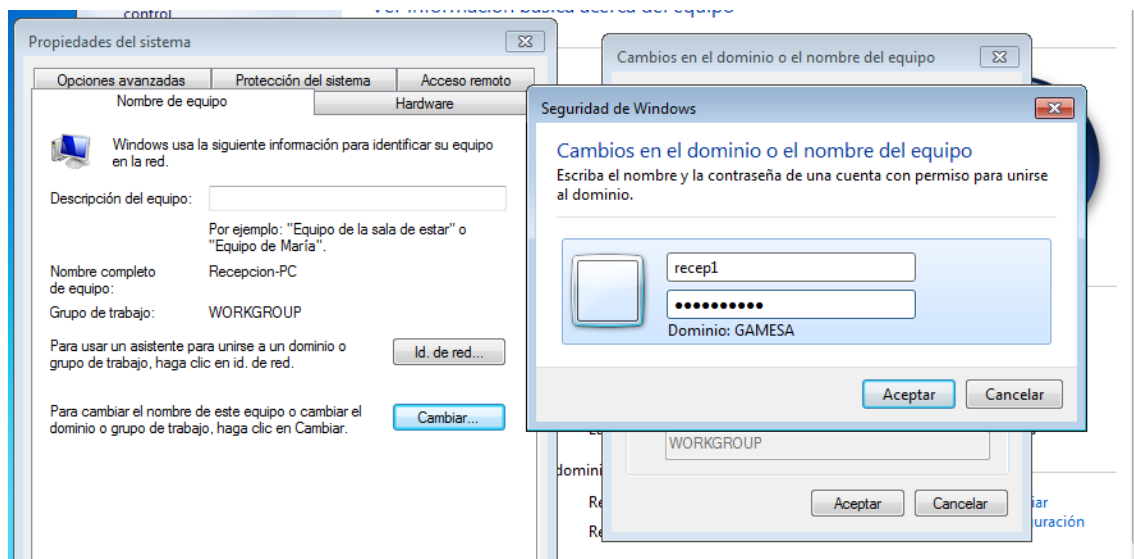 control
Ver información básica acerca del equipo
Propiedades del sistema
Opciones avanzadas
Protección del sistema
Acceso remoto
Nombre de equipo
Hardware
Windows usa la siguiente información para identificar su equipo
en la red.
Descripción del equipo:
Por ejemplo: "Equipo de la sala de estar" o
"Equipo de María".
Nombre completo
de equipo:
Recepcion-PC
Grupo de trabajo:
WORKGROUP
Para usar un asistente para unirse a un dominio o
grupo de trabajo, haga clic en id. de red.
Id. de red...
Para cambiar el nombre de este equipo o cambiar el
dominio o grupo de trabajo, haga clic en Cambiar.
Cambiar...
Cambios en el dominio o el nombre del equipo
Seguridad de Windows
Cambios en el dominio o el nombre del equipo
Escriba el nombre y la contraseña de una cuenta con permiso para unirse
al dominio.
recep1
●●●●●●●●●●
Dominio: GAMESA
Aceptar
Cancelar
WORKGROUP
domini
Aceptar
Cancelar
Re
iar
Re
uración